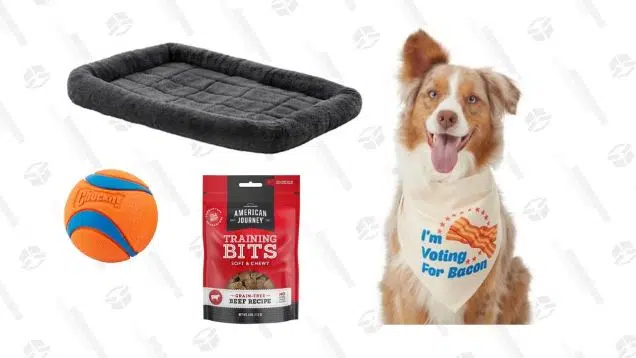 CHUCKIT!
AMERICAN
JOURNEY
TRAINING
BITS
SOFT & CHEWY
GRAIN-FREE
BEEF RECIPE
I'm
Voting
For Bacon